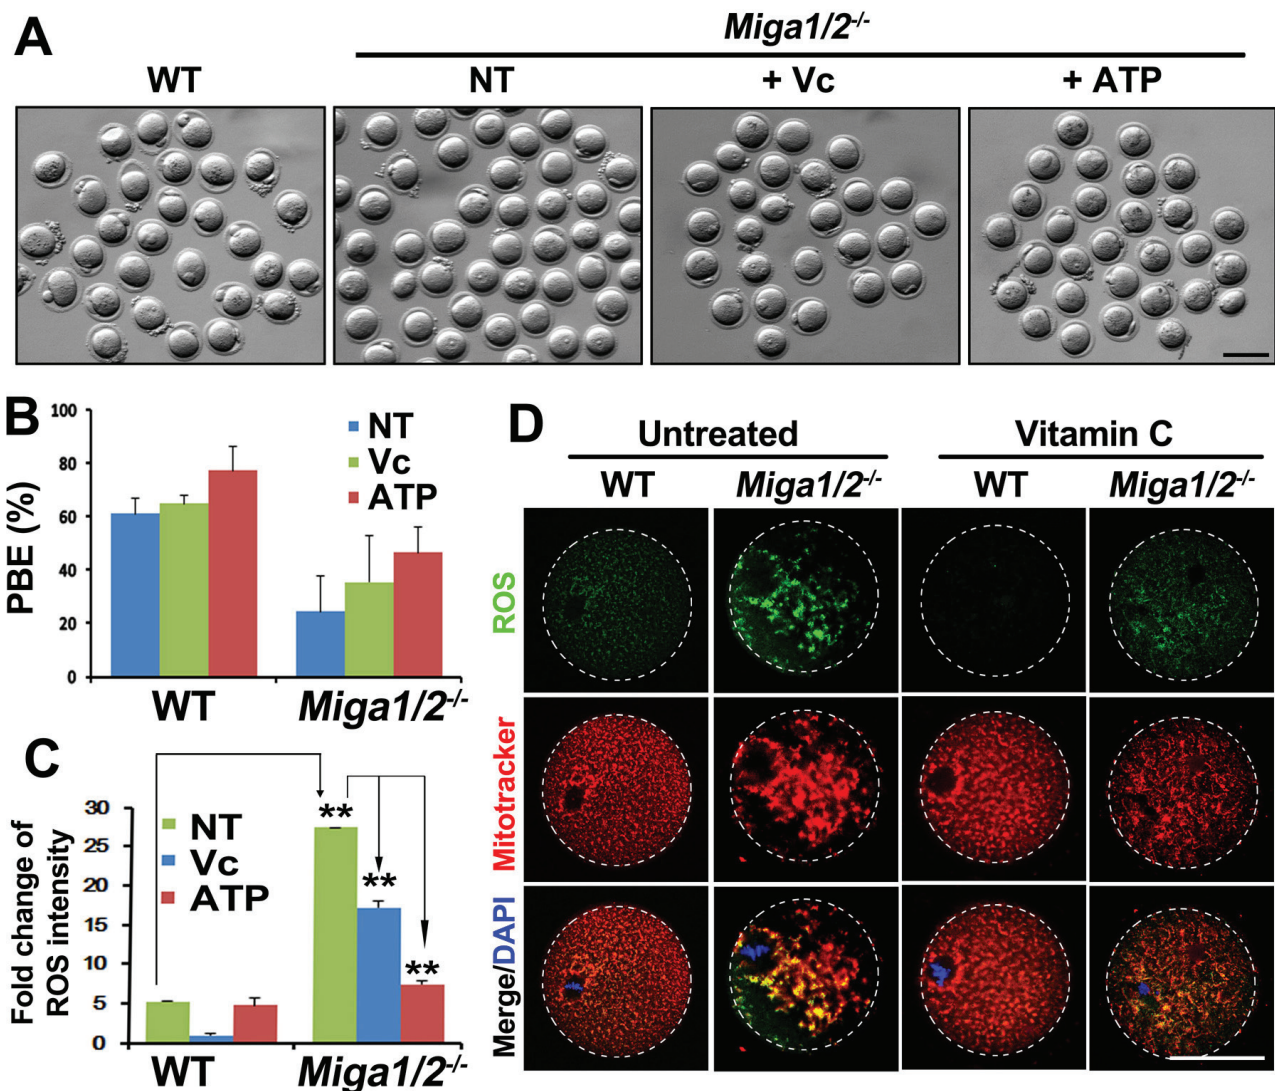 A
Miga1/2-/-
WT
NT
+ Vc
+ ATP
B
PBE (%)
100
80
60
40
20
0
NT
Vc
ATP
WT
Miga1/2-/-
C
Fold change of
ROS intensity
30
25
20
15
10
5
0
NT
Vc
ATP
**
**
**
WT
Miga1/2-/-
D
Untreated
Vitamin C
WT
Miga1/2-/-
WT
Miga1/2-/-
ROS
Mitotracker
Merge/DAPI